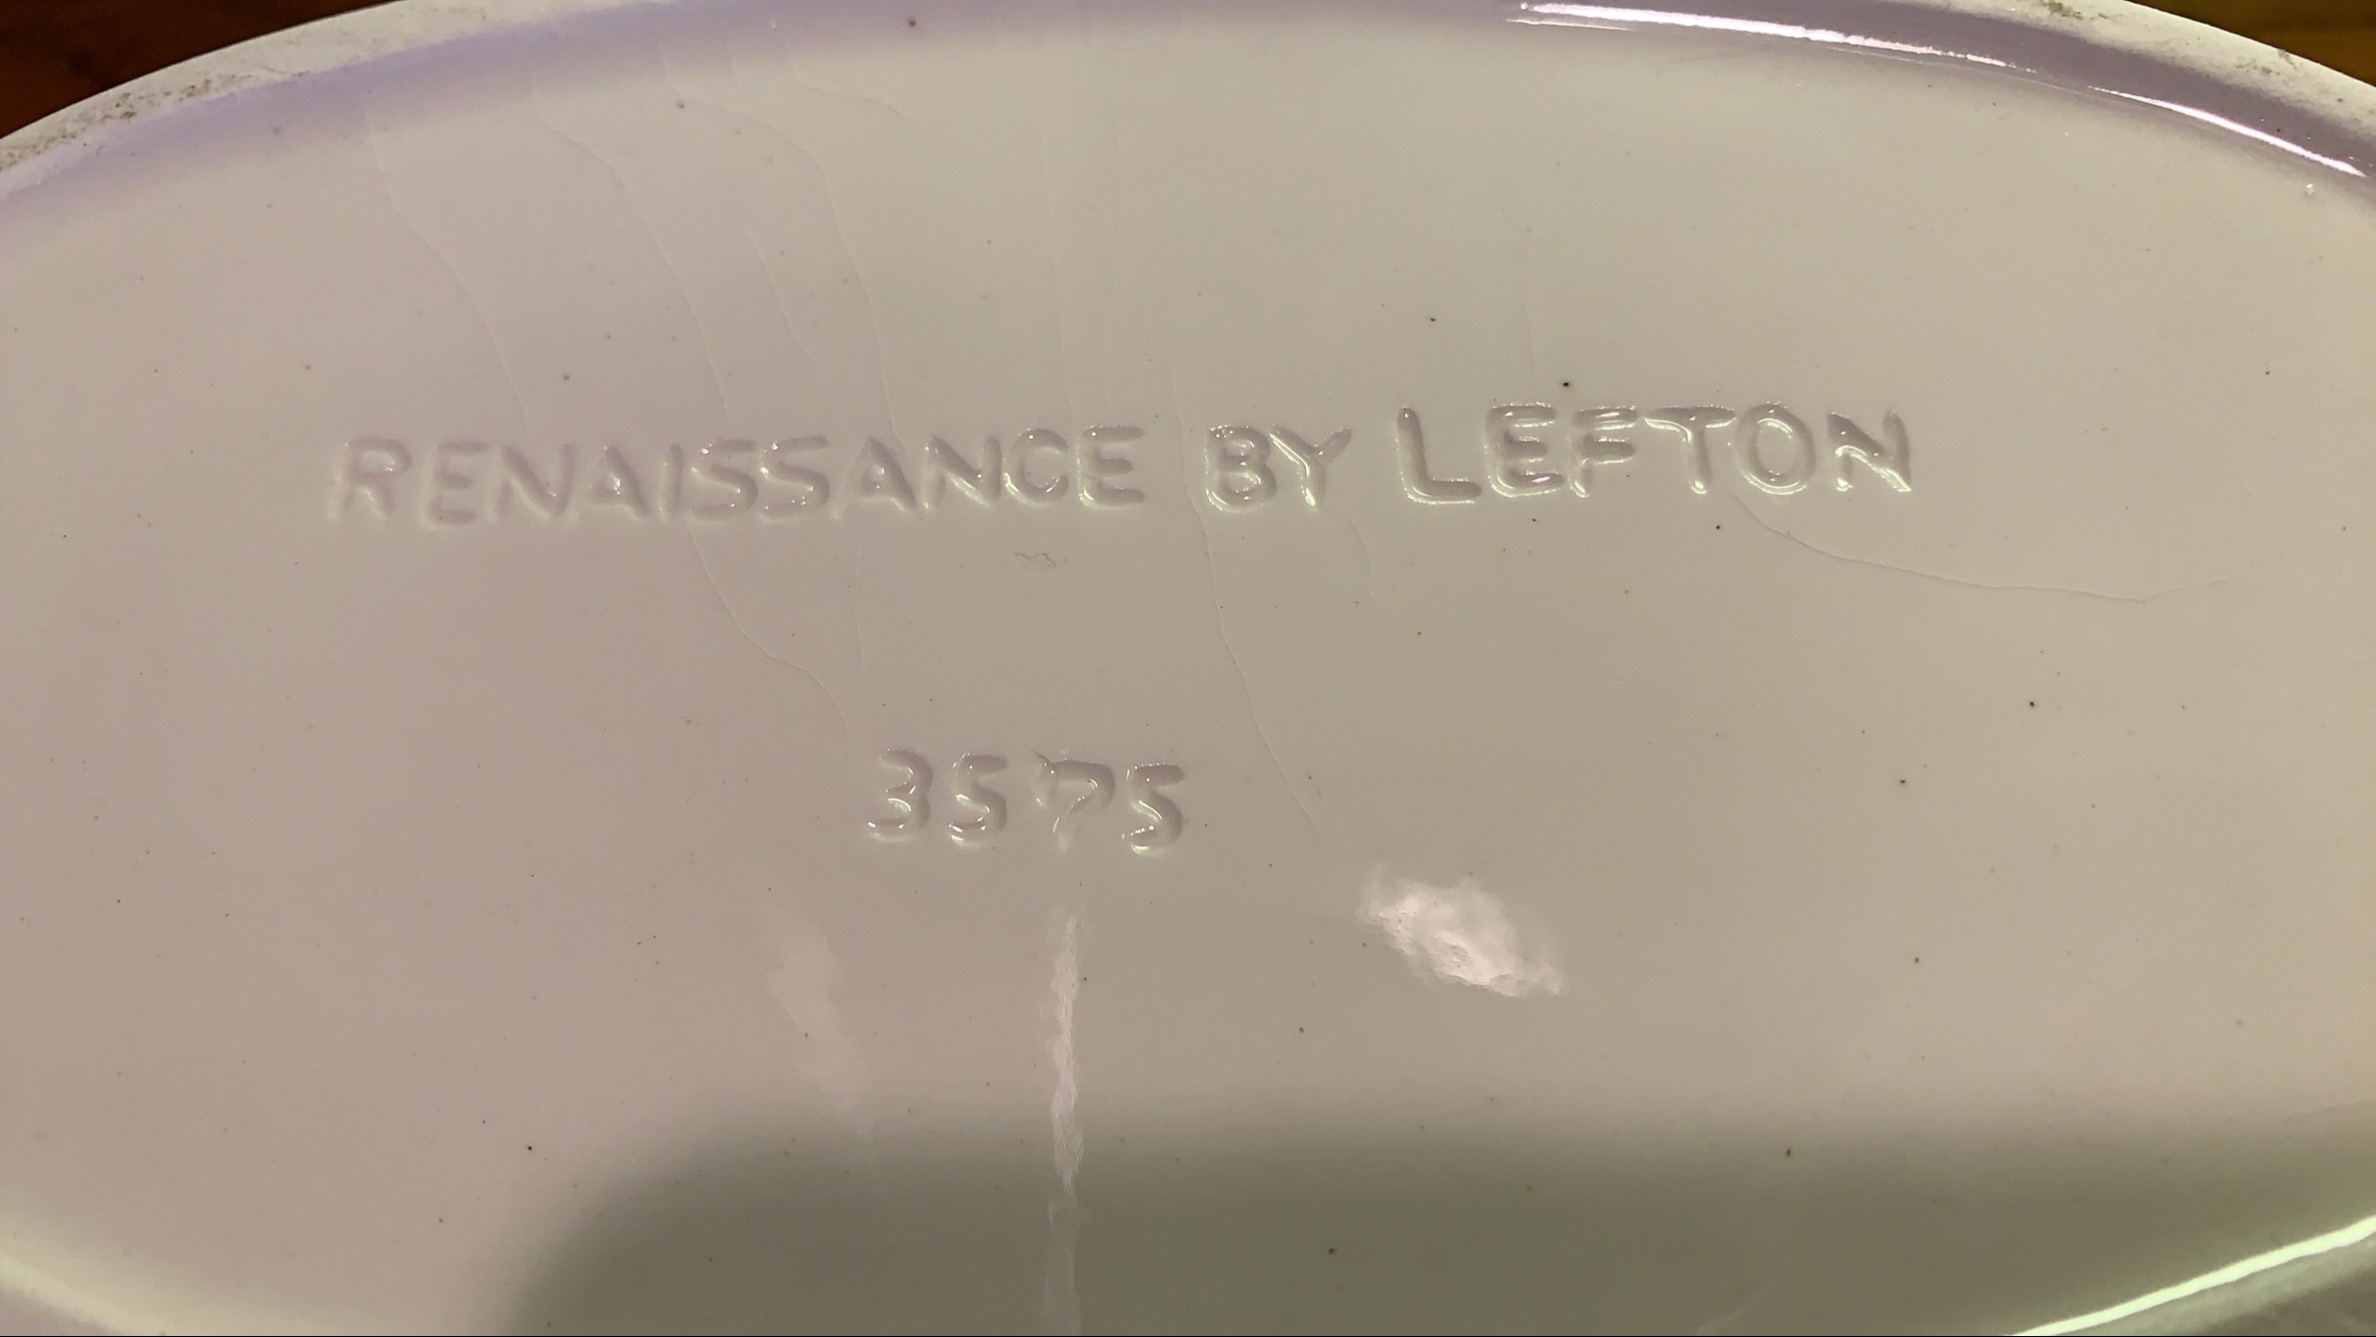 RENAISSANCE BY LEFTON
3575